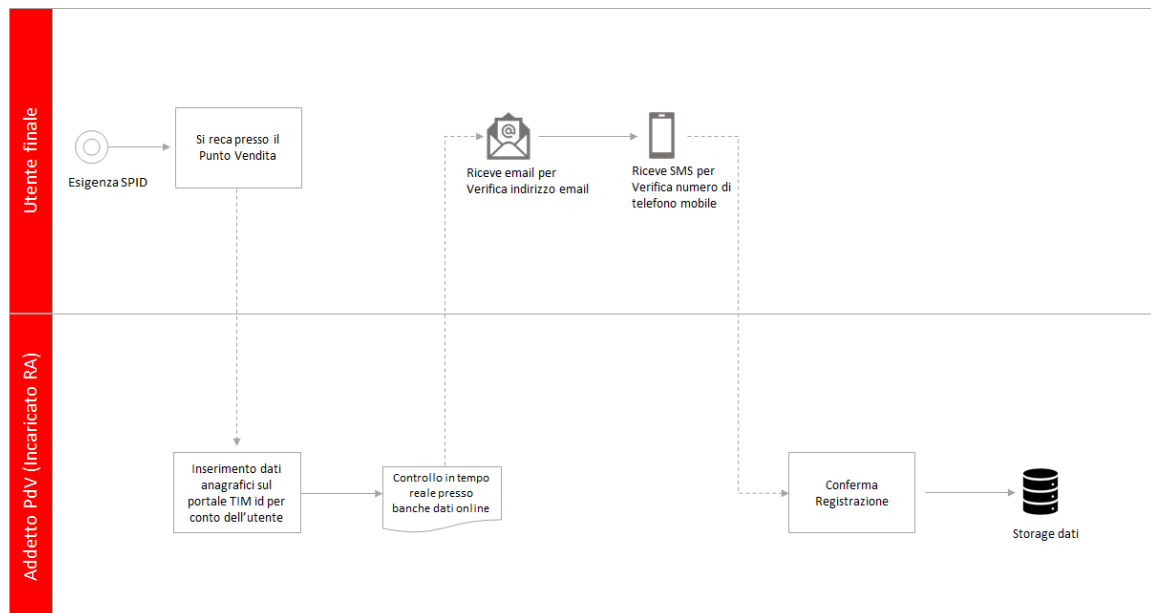 Utente finale
Esigenza SPID
Si reca presso il
Punto Vendita
Riceve email per
Verifica indirizzo email
Riceve SMS per
Verifica numero di
telefono mobile
Addetto PdV (Incaricato RA)
Inserimento dati
anagrafici sul
portale TIM id per
conto dell'utente
Controllo in tempo
reale presso
banche dati online
Conferma
Registrazione
Storage dati